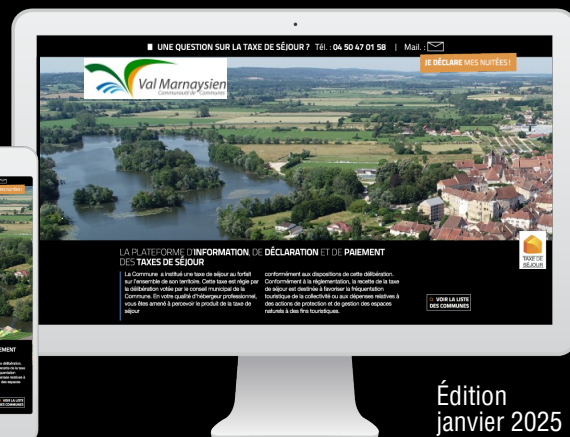 UNE QUESTION SUR LA TAXE DE SÉJOUR ? Tél. : 04 50 47 01 58 | Mail. :
JE DÉCLARE MES NUITÉES !
Val Marnaysien
Communauté de Communes
LA PLATEFORME D'INFORMATION, DE DÉCLARATION ET DE PAIEMENT
DES TAXES DE SÉJOUR
La Commune a institué une taxe de séjour au forfait
sur l'ensemble de son territoire. Cette taxe est régie par
la délibération votée par le conseil municipal de la
Commune. En votre qualité d'hébergeur professionnel,
vous êtes amené à percevoir le produit de la taxe de
séjour
conformément aux dispositions de cette délibération.
Conformément à la réglementation, la recette de la taxe
de séjour est destinée à favoriser la fréquentation
touristique de la collectivité ou aux dépenses relatives à
des actions de protection et de gestion des espaces
naturels à des fins touristiques.
TAXE DE
SÉJOUR
VOIR LA LISTE
DES COMMUNES
EMENT
VOIR LA LISTE
DES COMMUNES
Édition
janvier 2025